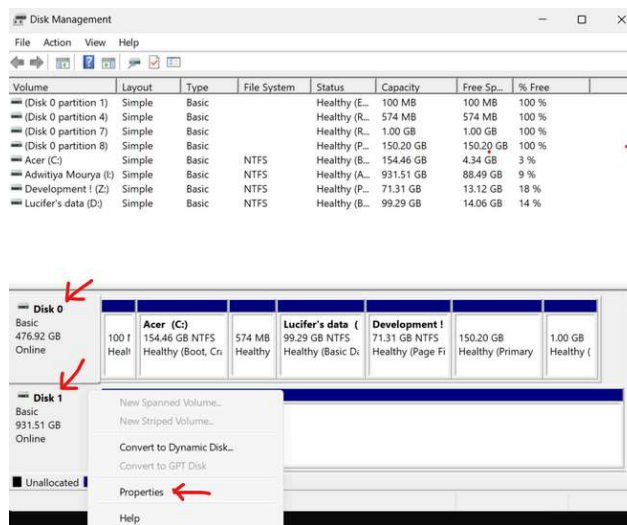 Disk Management
File Action View Help
Volume Layout Type File System Status Capacity Free Sp... % Free
(Disk 0 partition 1) Simple Basic Healthy (E... 100 MB 100 MB 100 %
(Disk 0 partition 4) Simple Basic Healthy (R... 574 MB 574 MB 100 %
(Disk 0 partition 7) Simple Basic Healthy (R... 1.00 GB 1.00 GB 100 %
(Disk 0 partition 8) Simple Basic Healthy (P... 150.20 GB 150.20 GB 100 %
Acer (C:) Simple Basic NTFS Healthy (B... 154.46 GB 4.34 GB 3 %
Adwitiya Mourya (I:) Simple Basic NTFS Healthy (A... 931.51 GB 88.49 GB 9 %
Development ! (Z:) Simple Basic NTFS Healthy (P... 71.31 GB 13.12 GB 18 %
Lucifer's data (D:) Simple Basic NTFS Healthy (B... 99.29 GB 14.06 GB 14 %
Disk 0
Basic
476.92 GB
Online
100 M
Healt
Acer (C:)
154.46 GB NTFS
Healthy (Boot, Cra
574 MB
Healthy
Lucifer's data (
99.29 GB NTFS
Healthy (Basic Da
Development !
71.31 GB NTFS
Healthy (Page Fi
150.20 GB
Healthy (Primary
1.00 GB
Healthy (
Disk 1
Basic
931.51 GB
Online
New Spanned Volume...
New Striped Volume...
Convert to Dynamic Disk...
Convert to GPT Disk
Properties
Help
Unallocated